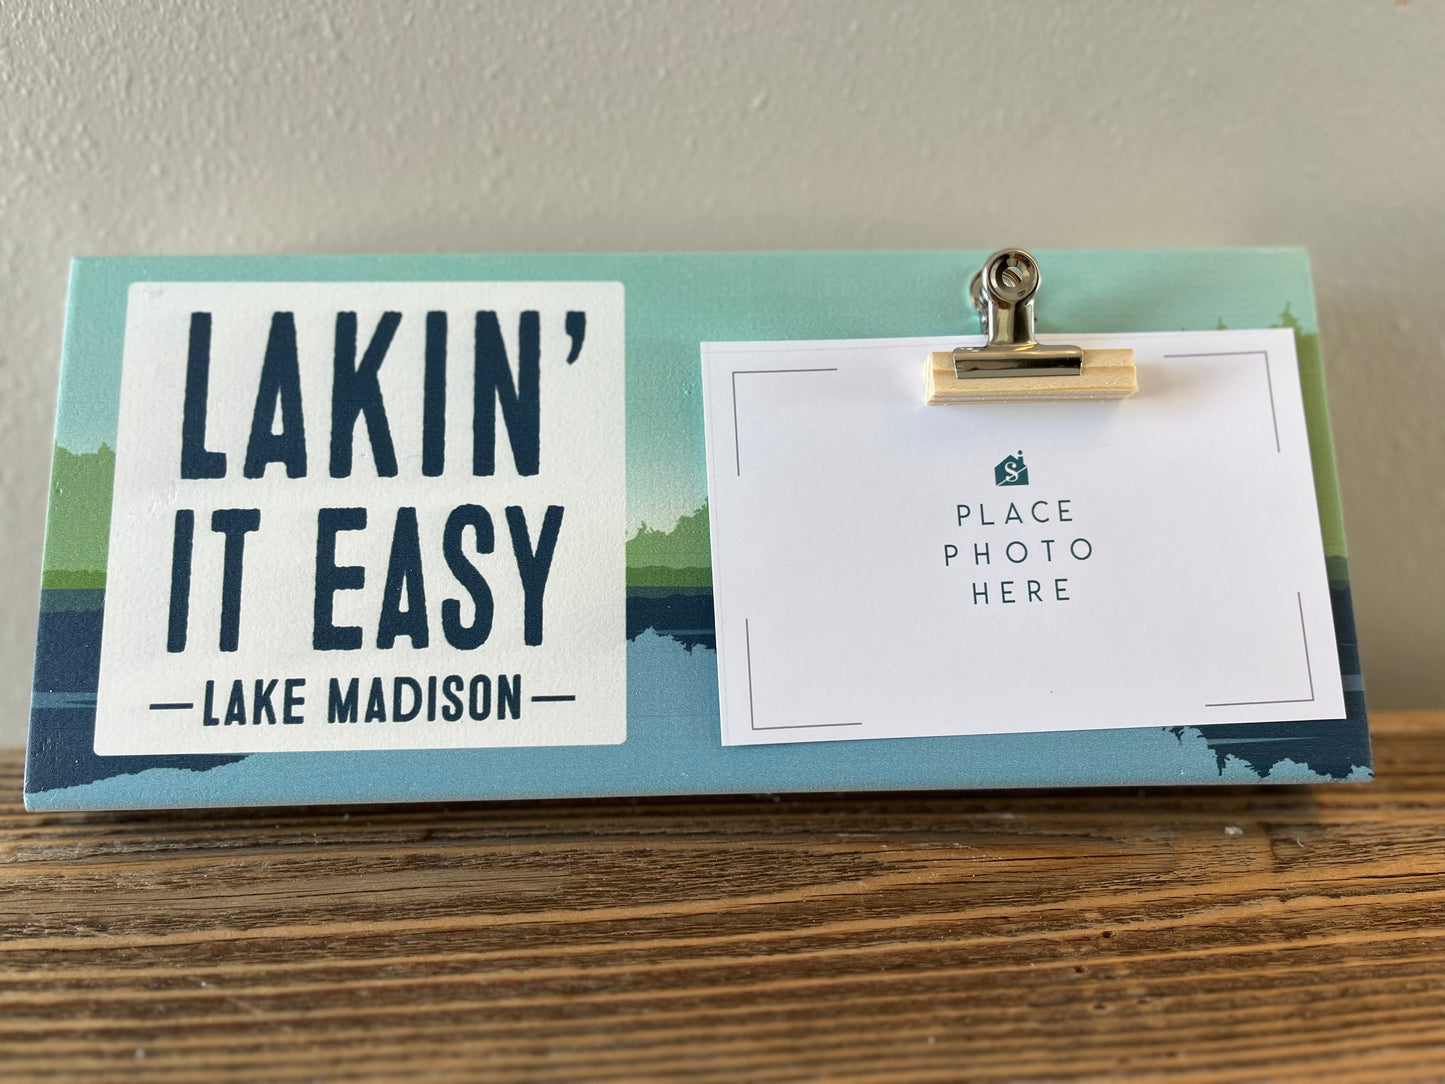 LAKIN'
IT EASY
—LAKE MADISON—
S
PLACE
PHOTO
HERE